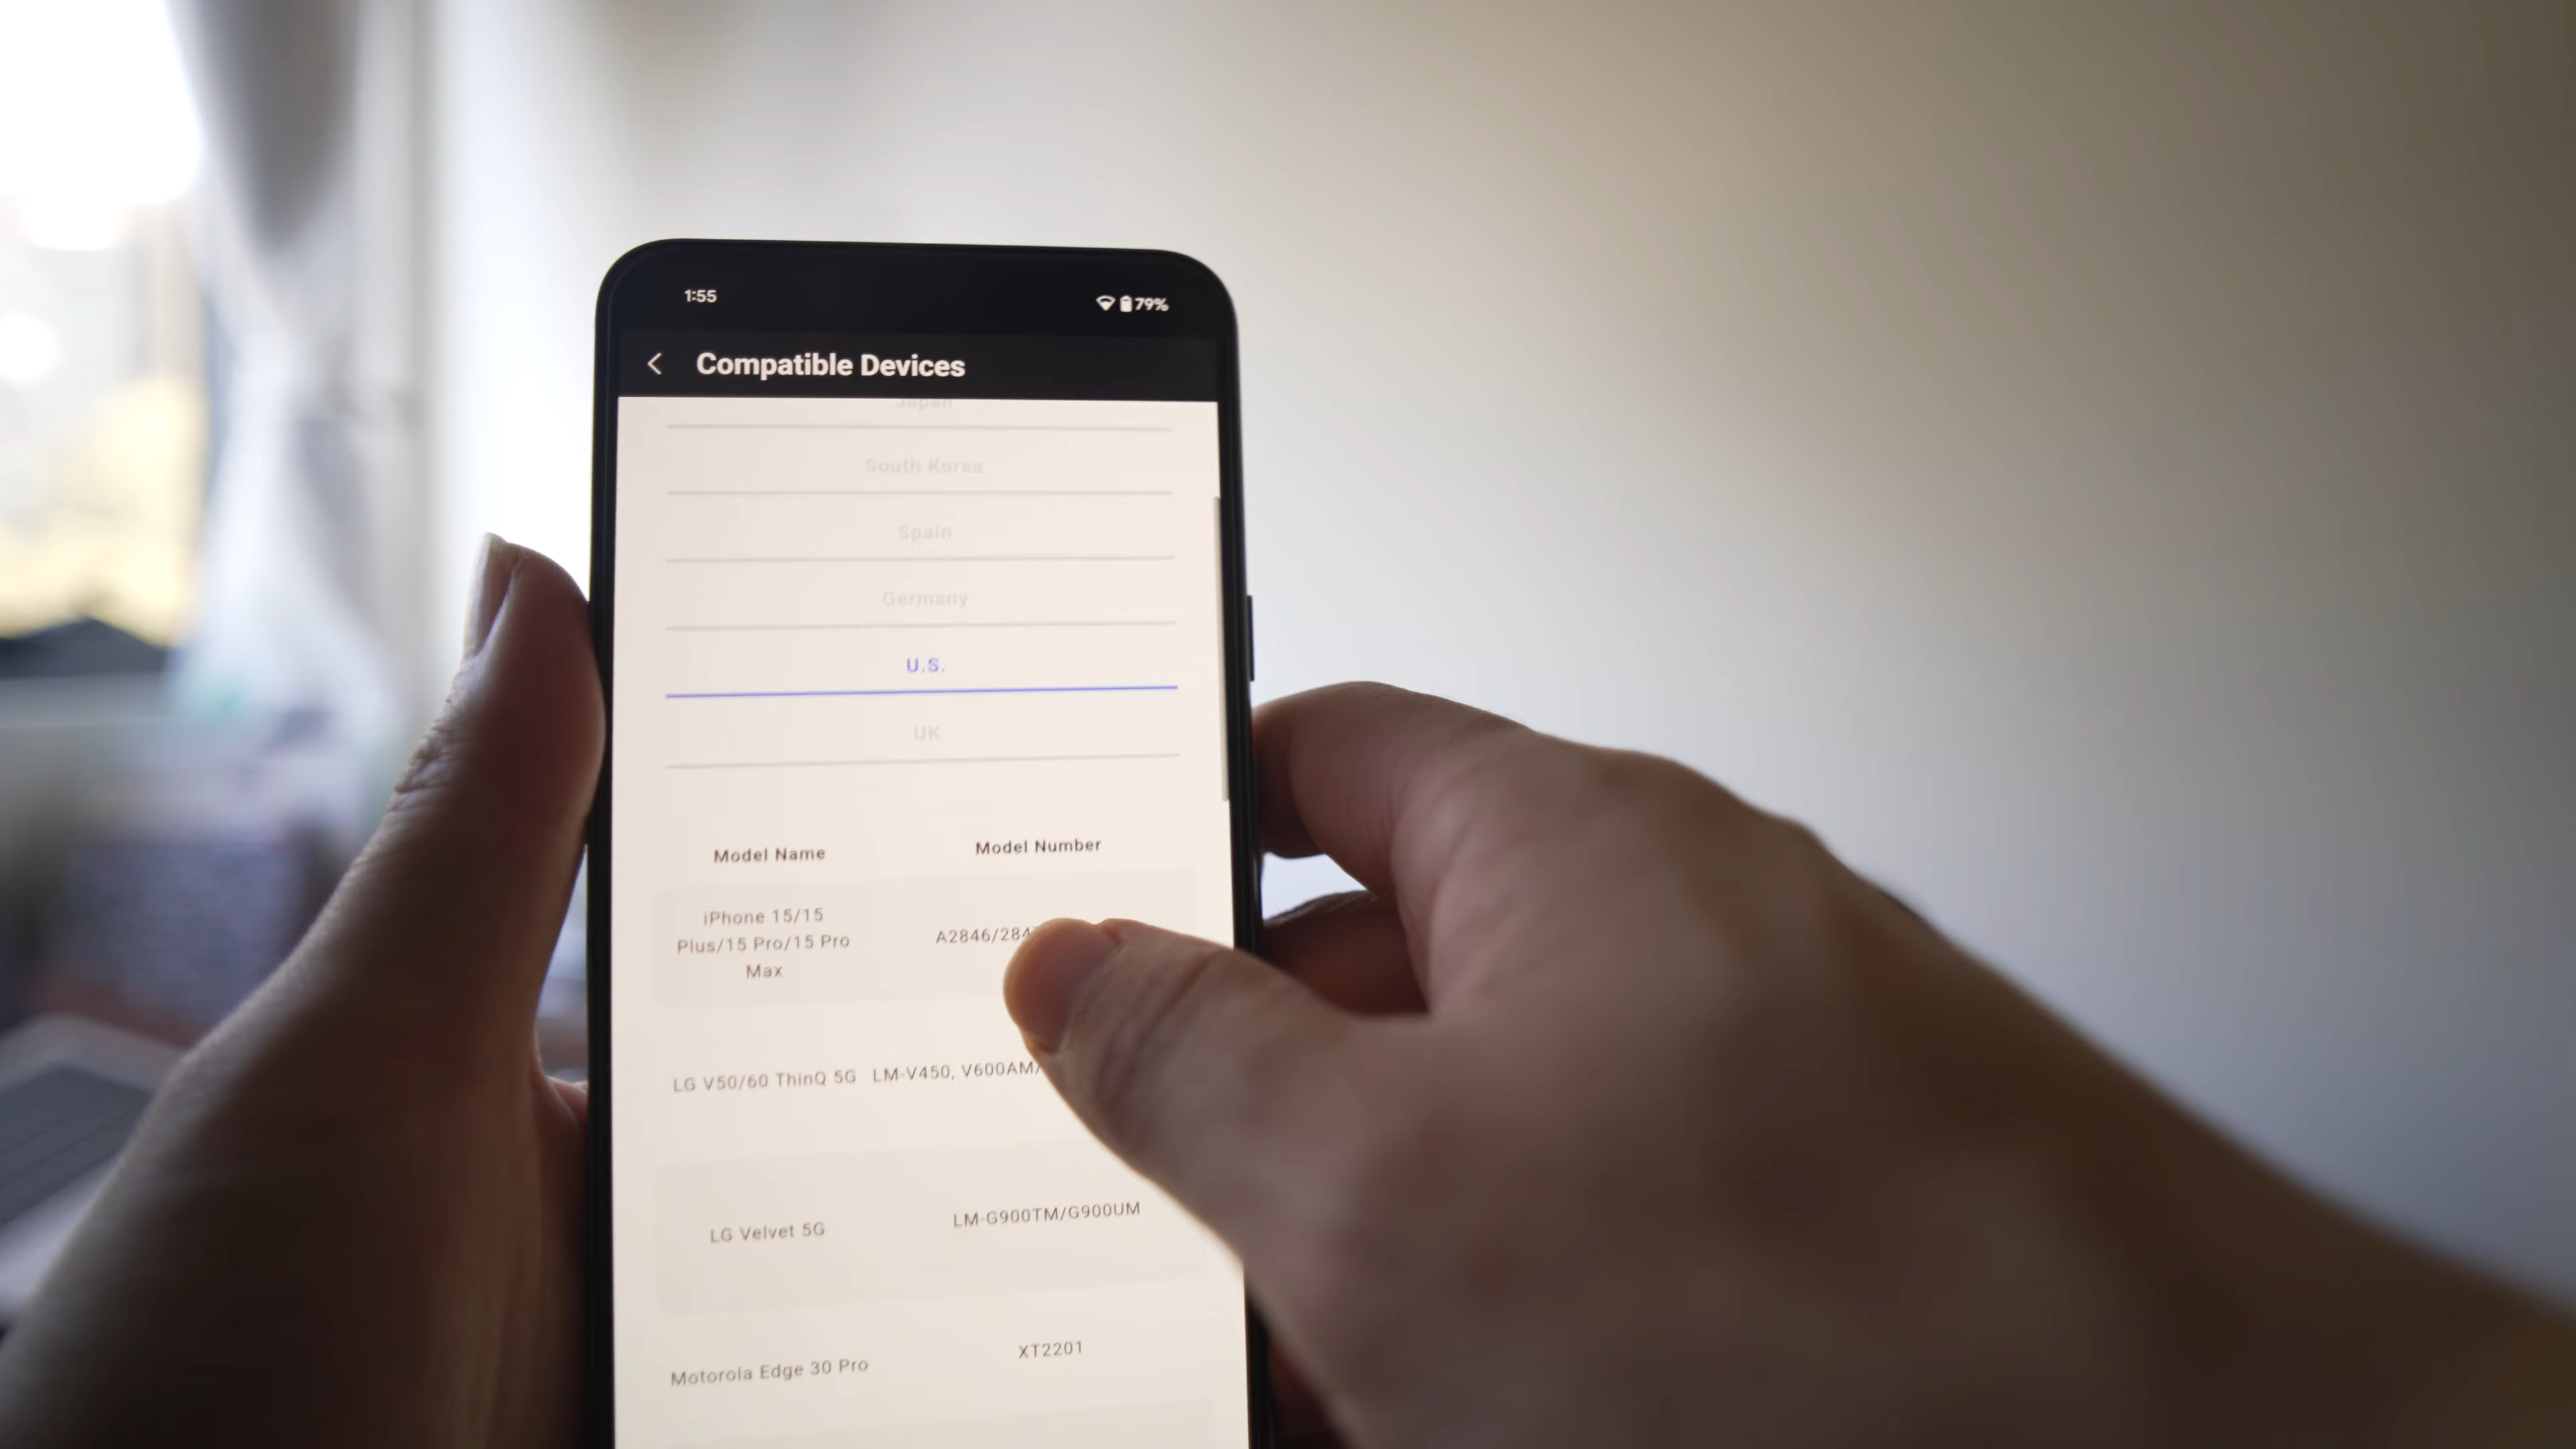 1:55
79%
Compatible Devices
Japan
South Korea
Spain
Germany
U.S.
UK
Model Name Model Number
iPhone 15/15
Plus/15 Pro/15 Pro
Max
A2846/284
LG V50/60 ThinQ 5G LM-V450, V600AM/
LG Velvet 5G LM-G900TM/G900UM
Motorola Edge 30 Pro XT2201